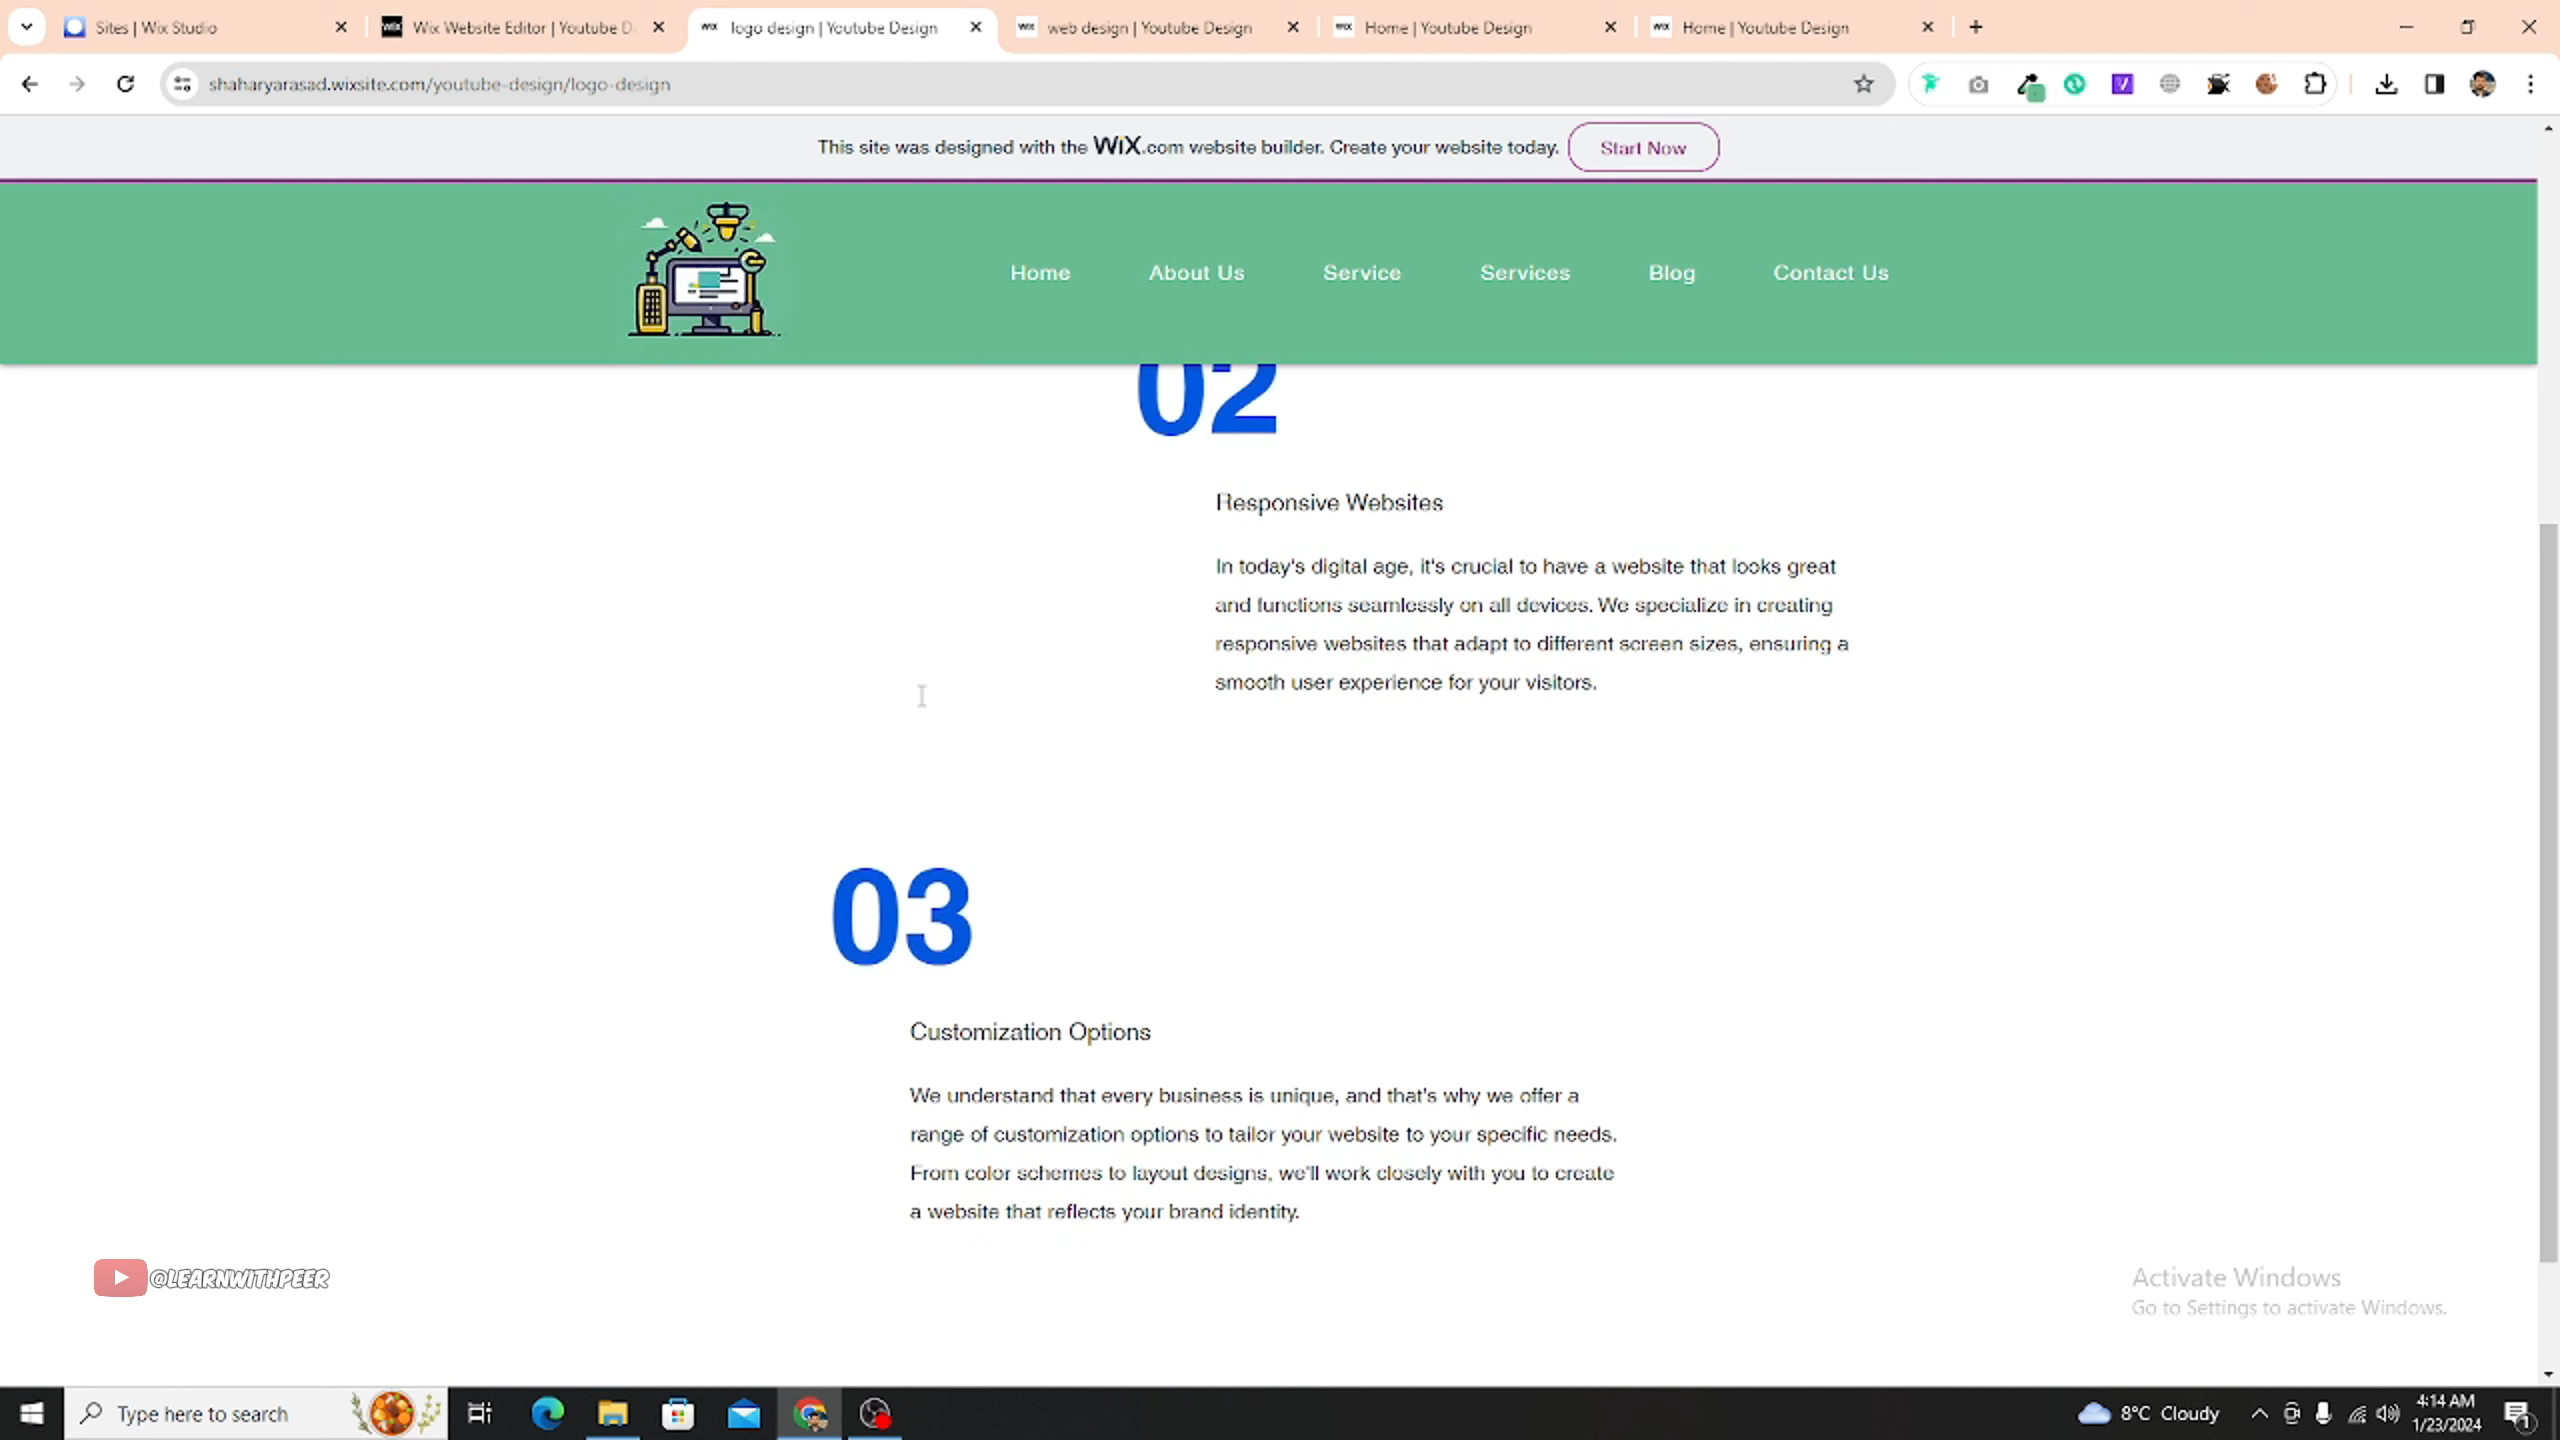 Sites | Wix Studio
Wix Website Editor | Youtube D
logo design | Youtube Design
web design | Youtube Design
Home | Youtube Design
Home | Youtube Design
shaharyarasad.wixsite.com/youtube-design/logo-design
This site was designed with the WiX.com website builder. Create your website today.
Start Now
Home
About Us
Service
Services
Blog
Contact Us
02
Responsive Websites
In today's digital age, it's crucial to have a website that looks great
and functions seamlessly on all devices. We specialize in creating
responsive websites that adapt to different screen sizes, ensuring a
smooth user experience for your visitors.
03
Customization Options
We understand that every business is unique, and that's why we offer a
range of customization options to tailor your website to your specific needs.
From color schemes to layout designs, we'll work closely with you to create
a website that reflects your brand identity.
@LEARNWITHPEER
Activate Windows
Go to Settings to activate Windows.
Type here to search
8°C Cloudy
4:14 AM
1/23/2024
1